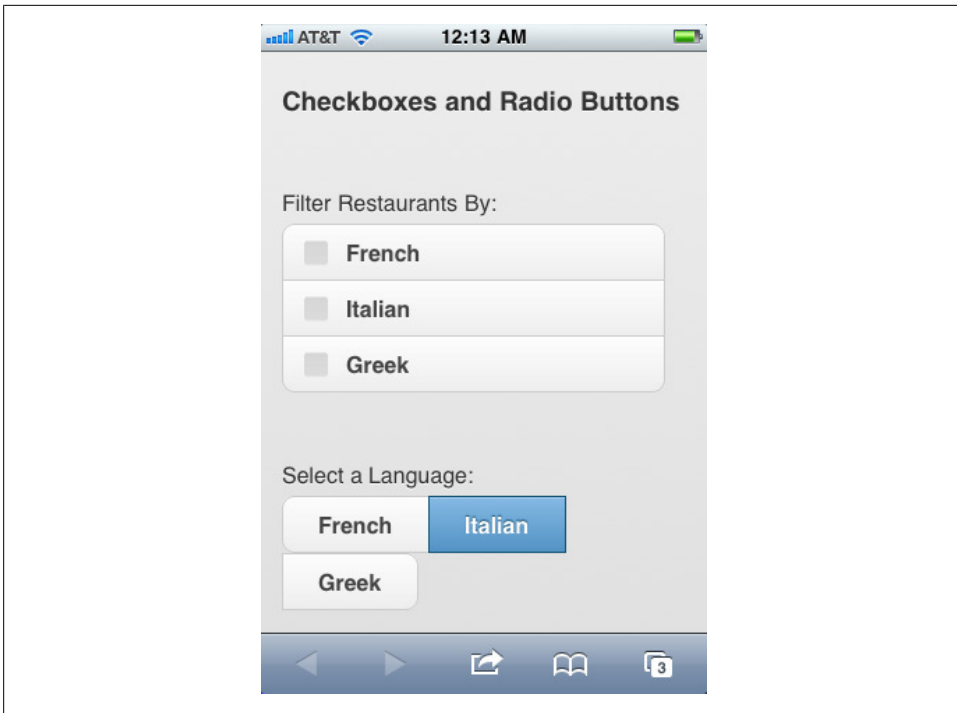 AT&T 12:13 AM
Checkboxes and Radio Buttons
Filter Restaurants By:
French
Italian
Greek
Select a Language:
French Italian
Greek
3